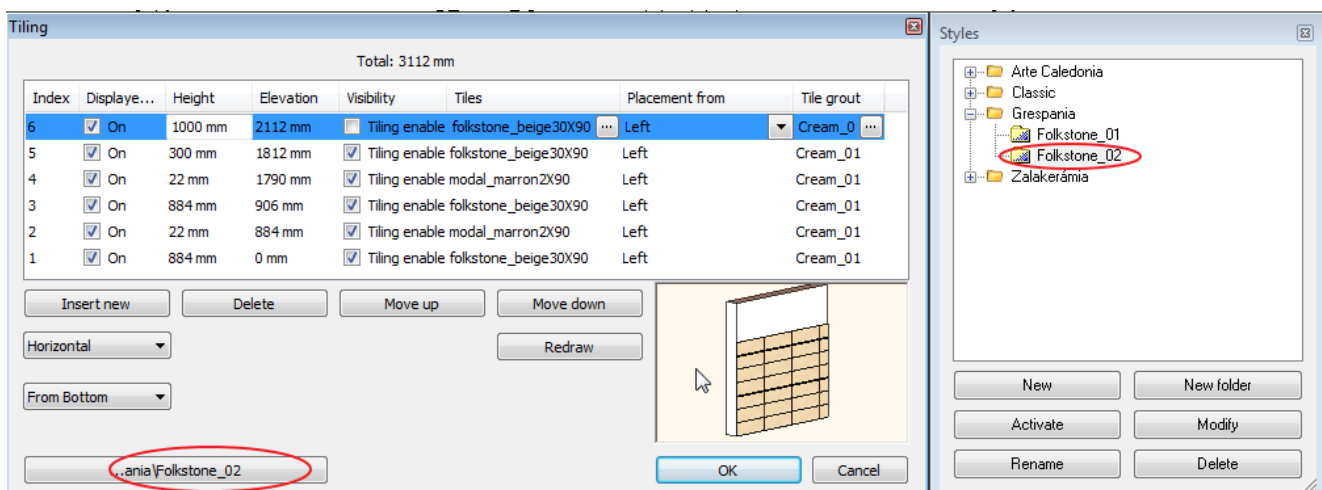 Tiling
Total: 3112 mm
Index Displaye... Height Elevation Visibility Tiles Placement from Tile grout
6 On 1000 mm 2112 mm Tiling enable folkstone_beige30X90 ... Left Cream_0 ...
5 On 300 mm 1812 mm Tiling enable folkstone_beige30X90 Left Cream_01
4 On 22 mm 1790 mm Tiling enable modal_marron2X90 Left Cream_01
3 On 884 mm 906 mm Tiling enable folkstone_beige30X90 Left Cream_01
2 On 22 mm 884 mm Tiling enable modal_marron2X90 Left Cream_01
1 On 884 mm 0 mm Tiling enable folkstone_beige30X90 Left Cream_01
Insert new Delete Move up Move down
Horizontal Redraw
From Bottom
...ania\Folkstone_02 OK Cancel
Styles
Arte Caledonia
Classic
Grespania
Folkstone_01
Folkstone_02
Zalakerámia
New New folder
Activate Modify
Rename Delete